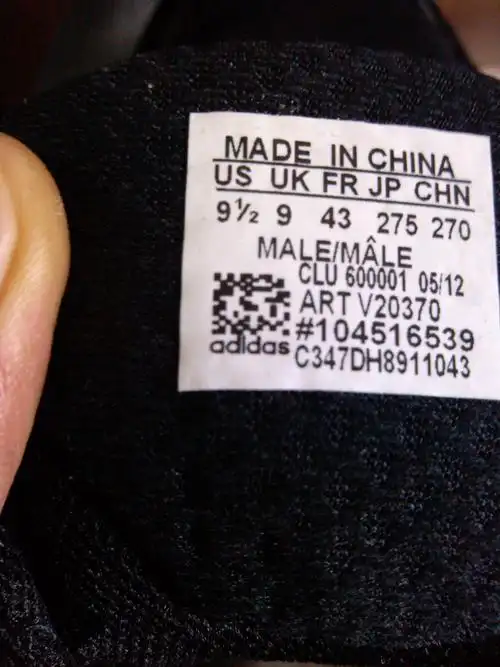 MADE IN CHINA
US UK FR JP CHN
9½ 9 43 275 270
MALE/MÂLE
CLU 600001 05/12
ART V20370
#104516539
adidas C347DH8911043